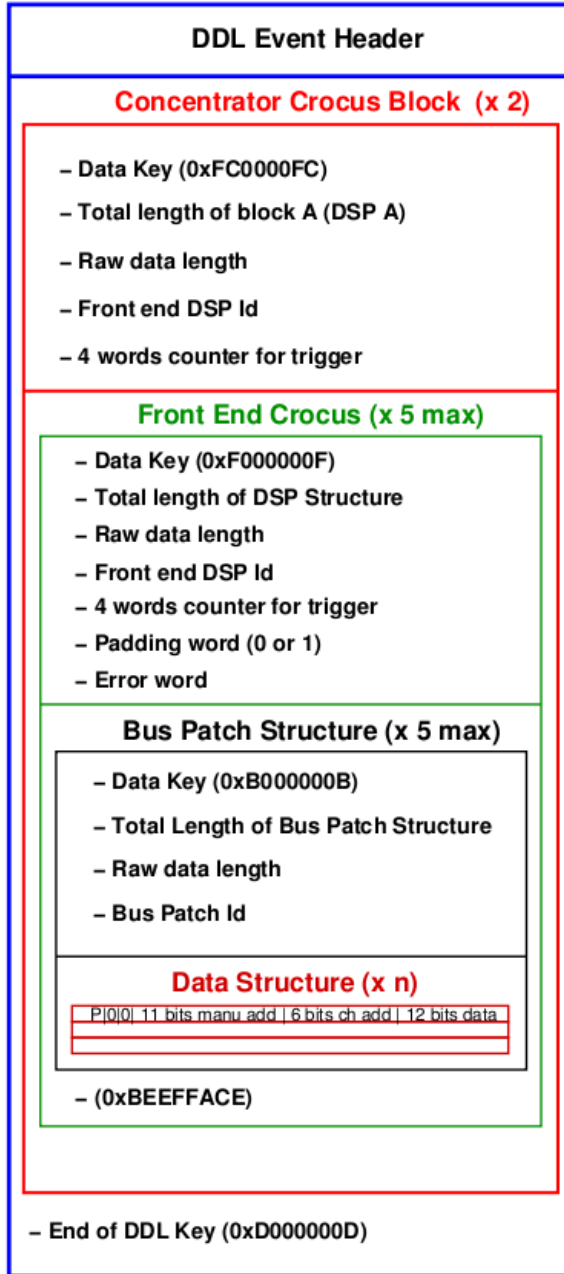 DDL Event Header
Concentrator Crocus Block (x 2)
– Data Key (0xFC0000FC)
– Total length of block A (DSP A)
– Raw data length
– Front end DSP Id
– 4 words counter for trigger
Front End Crocus (x 5 max)
– Data Key (0xF000000F)
– Total length of DSP Structure
– Raw data length
– Front end DSP Id
– 4 words counter for trigger
– Padding word (0 or 1)
– Error word
Bus Patch Structure (x 5 max)
– Data Key (0xB000000B)
– Total Length of Bus Patch Structure
– Raw data length
– Bus Patch Id
Data Structure (x n)
P|0|0| 11 bits manu add | 6 bits ch add | 12 bits data
– (0xBEEFFACE)
– End of DDL Key (0xD000000D)